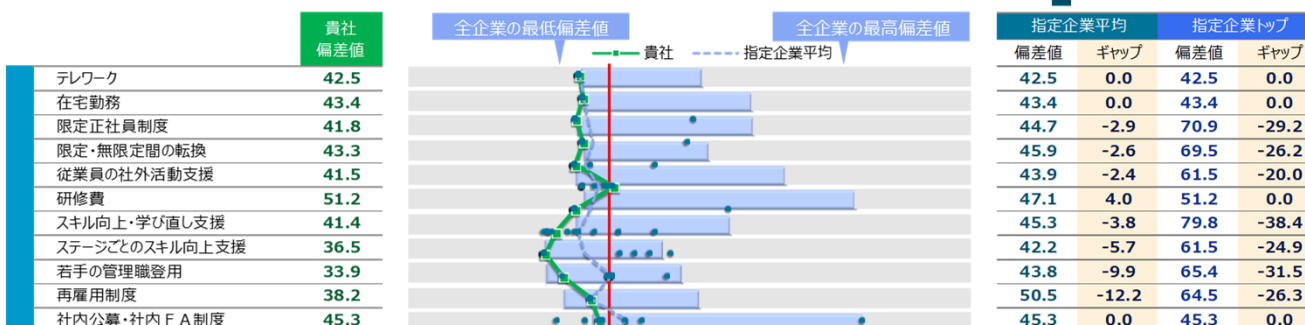 貴社 偏差値
全企業の最低偏差値 全企業の最高偏差値
貴社 指定企業平均
指定企業平均 指定企業トップ
偏差値 ギャップ 偏差値 ギャップ
テレワーク 42.5 42.5 0.0 42.5 0.0
在宅勤務 43.4 43.4 0.0 43.4 0.0
限定正社員制度 41.8 44.7 -2.9 70.9 -29.2
限定・無限定間の転換 43.3 45.9 -2.6 69.5 -26.2
従業員の社外活動支援 41.5 43.9 -2.4 61.5 -20.0
研修費 51.2 47.1 4.0 51.2 0.0
スキル向上・学び直し支援 41.4 45.3 -3.8 79.8 -38.4
ステージごとのスキル向上支援 36.5 42.2 -5.7 61.5 -24.9
若手の管理職登用 33.9 43.8 -9.9 65.4 -31.5
再雇用制度 38.2 50.5 -12.2 64.5 -26.3
社内公募・社内FA制度 45.3 45.3 0.0 45.3 0.0